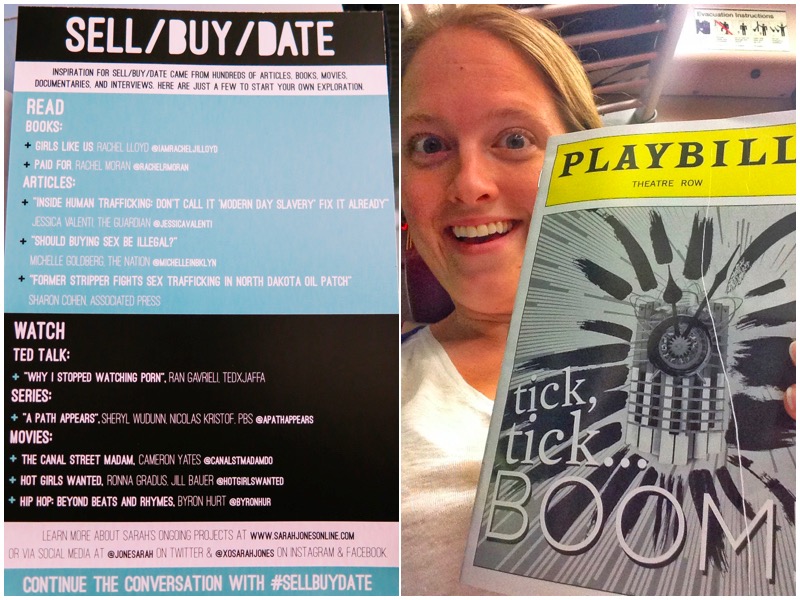 SELL/BUY/DATE
INSPIRATION FOR SELL/BUY/DATE CAME FROM HUNDREDS OF ARTICLES, BOOKS, MOVIES,
DOCUMENTARIES, AND INTERVIEWS. HERE ARE JUST A FEW TO START YOUR OWN EXPLORATION.
READ
BOOKS:
+ GIRLS LIKE US RACHEL LLOYD @IAMRACHELJLLOYD
+ PAID FOR RACHEL MORAN @RACHELRMORAN
ARTICLES:
+ "INSIDE HUMAN TRAFFICKING: DON'T CALL IT 'MODERN DAY SLAVERY' FIX IT ALREADY"
JESSICA VALENTI, THE GUARDIAN @JESSICAVALENTI
+ "SHOULD BUYING SEX BE ILLEGAL?"
MICHELLE GOLDBERG, THE NATION @MICHELLEINBKLYN
+ "FORMER STRIPPER FIGHTS SEX TRAFFICKING IN NORTH DAKOTA OIL PATCH"
SHARON COHEN, ASSOCIATED PRESS
WATCH
TED TALK:
+ "WHY I STOPPED WATCHING PORN", RAN GAVRIELI, TEDXJAFFA
SERIES:
+ "A PATH APPEARS", SHERYL WUDUNN, NICOLAS KRISTOF, PBS @APATHAPPEARS
MOVIES:
+ THE CANAL STREET MADAM, CAMERON YATES @CANALSTMADAMDO
+ HOT GIRLS WANTED, RONNA GRADUS, JILL BAUER @HOTGIRLSWANTED
+ HIP HOP: BEYOND BEATS AND RHYMES, BYRON HURT @BYRONHUR
LEARN MORE ABOUT SARAH'S ONGOING PROJECTS AT WWW.SARAHJONESONLINE.COM
OR VIA SOCIAL MEDIA AT @JONESARAH ON TWITTER & @XOSARAHJONES ON INSTAGRAM & FACEBOOK
CONTINUE THE CONVERSATION WITH #SELLBUYDATE
Evacuation Instructions
PLAYBILL
THEATRE ROW
tick,
tick...
BOOM!